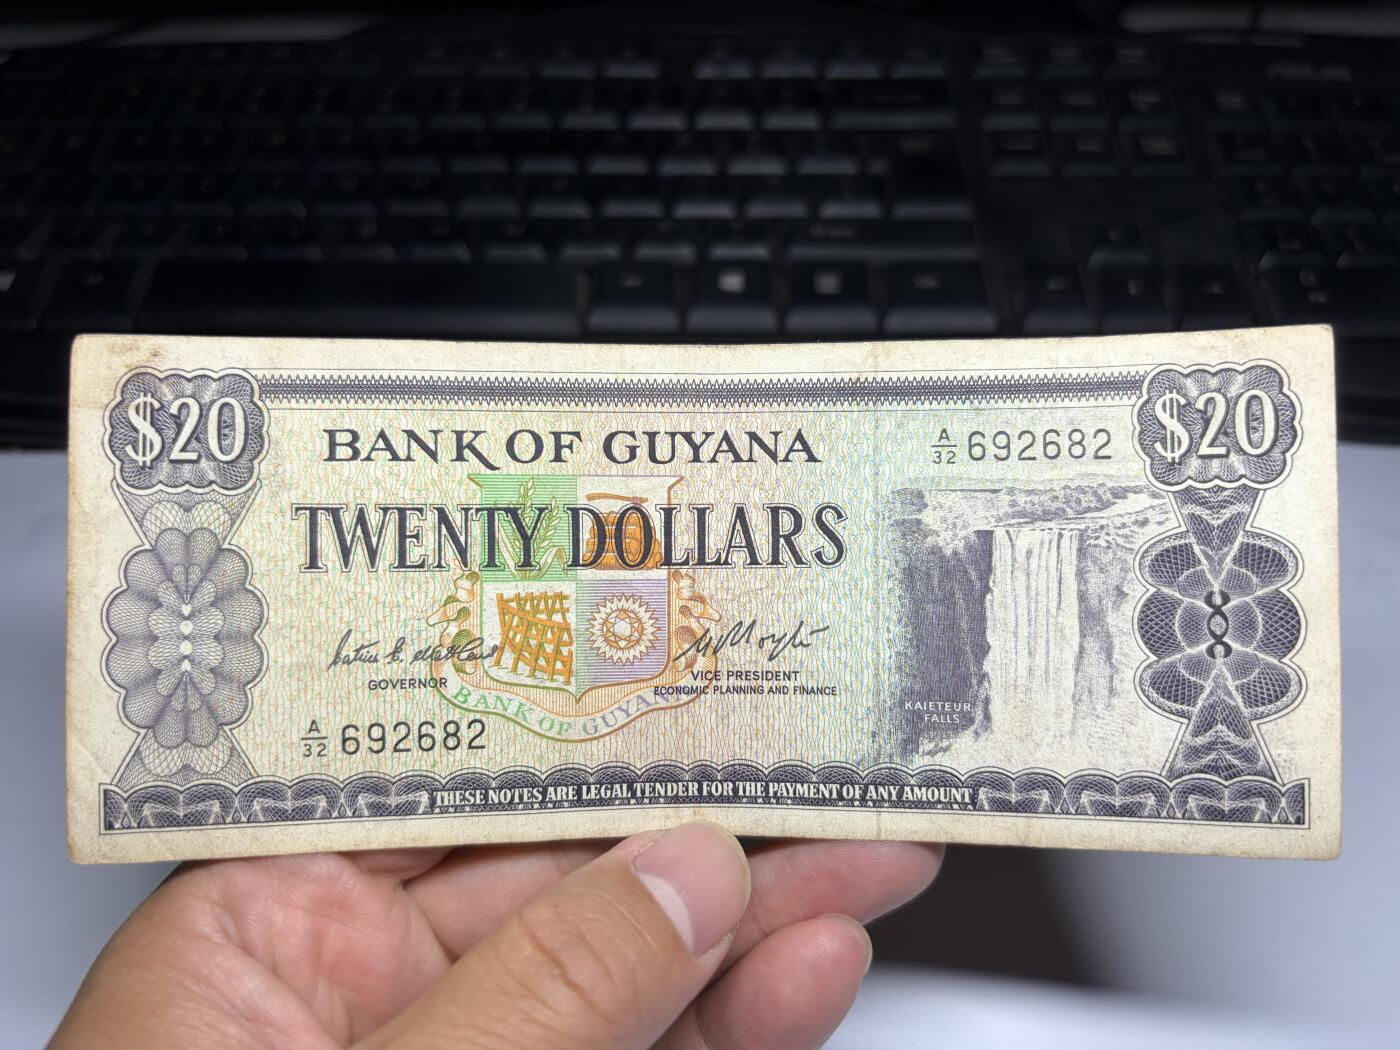 $20
$20
BANK OF GUYANA
A/32 692682
TWENTY DOLLARS
GOVERNOR
VICE PRESIDENT
ECONOMIC PLANNING AND FINANCE
BANK OF GUYANA
KAIETEUR
FALLS
A/32 692682
THESE NOTES ARE LEGAL TENDER FOR THE PAYMENT OF ANY AMOUNT